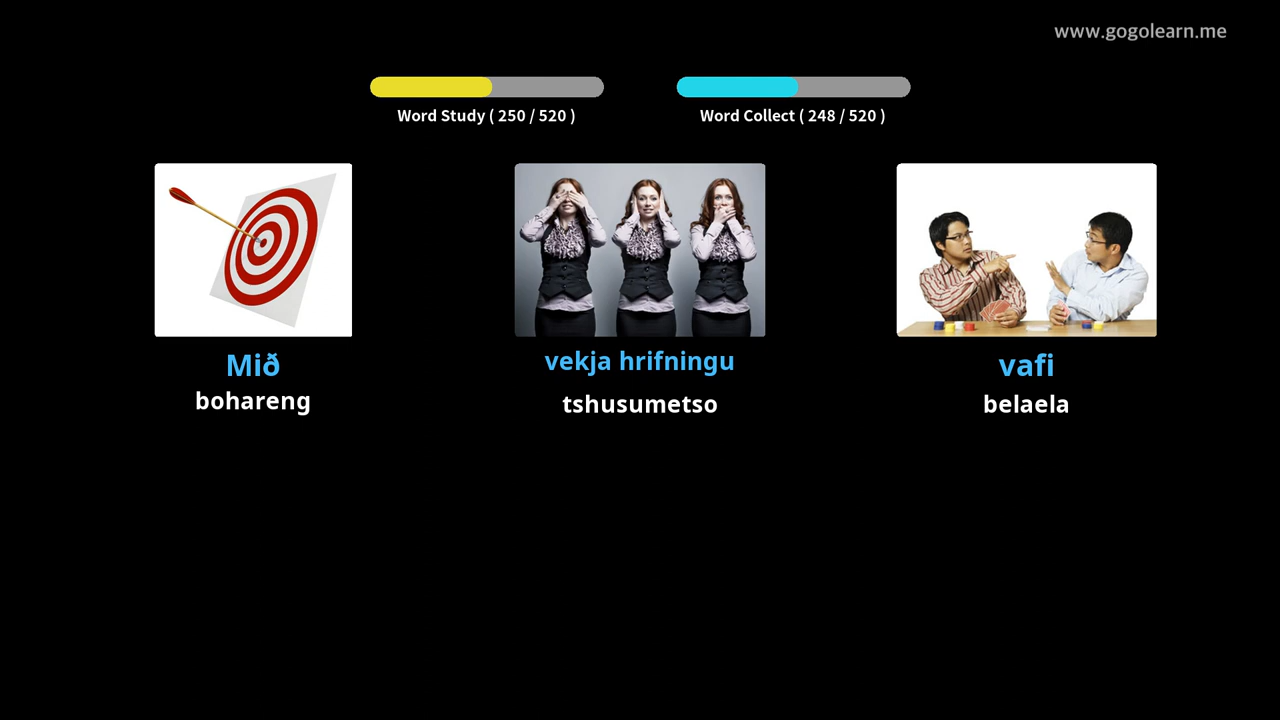 www.gogolearn.me
Word Study ( 250 / 520 )
Word Collect ( 248 / 520 )
Mið
bohareng
vekja hrifningu
tshusumetso
vafi
belaela